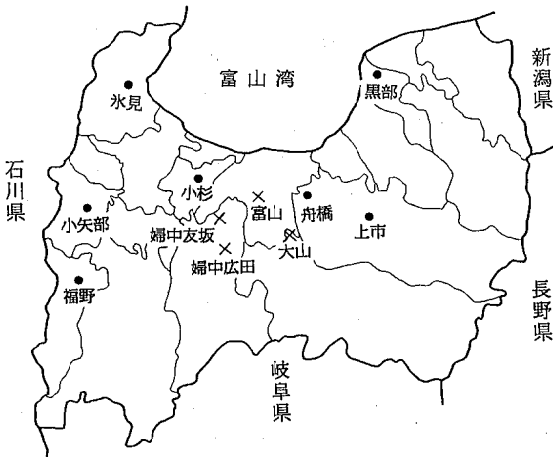 富山湾
新潟県
黒部
氷見
石川県
小杉
小矢部
富山
舟橋
上市
婦中友坂
大山
婦中広田
福野
長野県
岐阜県